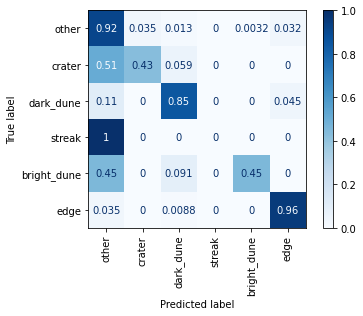 other 0.92 0.035 0.013 0 0.0032 0.032
crater 0.51 0.43 0.059 0 0 0
dark_dune 0.11 0 0.85 0 0 0.045
streak 1 0 0 0 0 0
bright_dune 0.45 0 0.091 0 0.45 0
edge 0.035 0 0.0088 0 0 0.96
other crater dark_dune streak bright_dune edge
Predicted label
True label
1.0
0.8
0.6
0.4
0.2
0.0